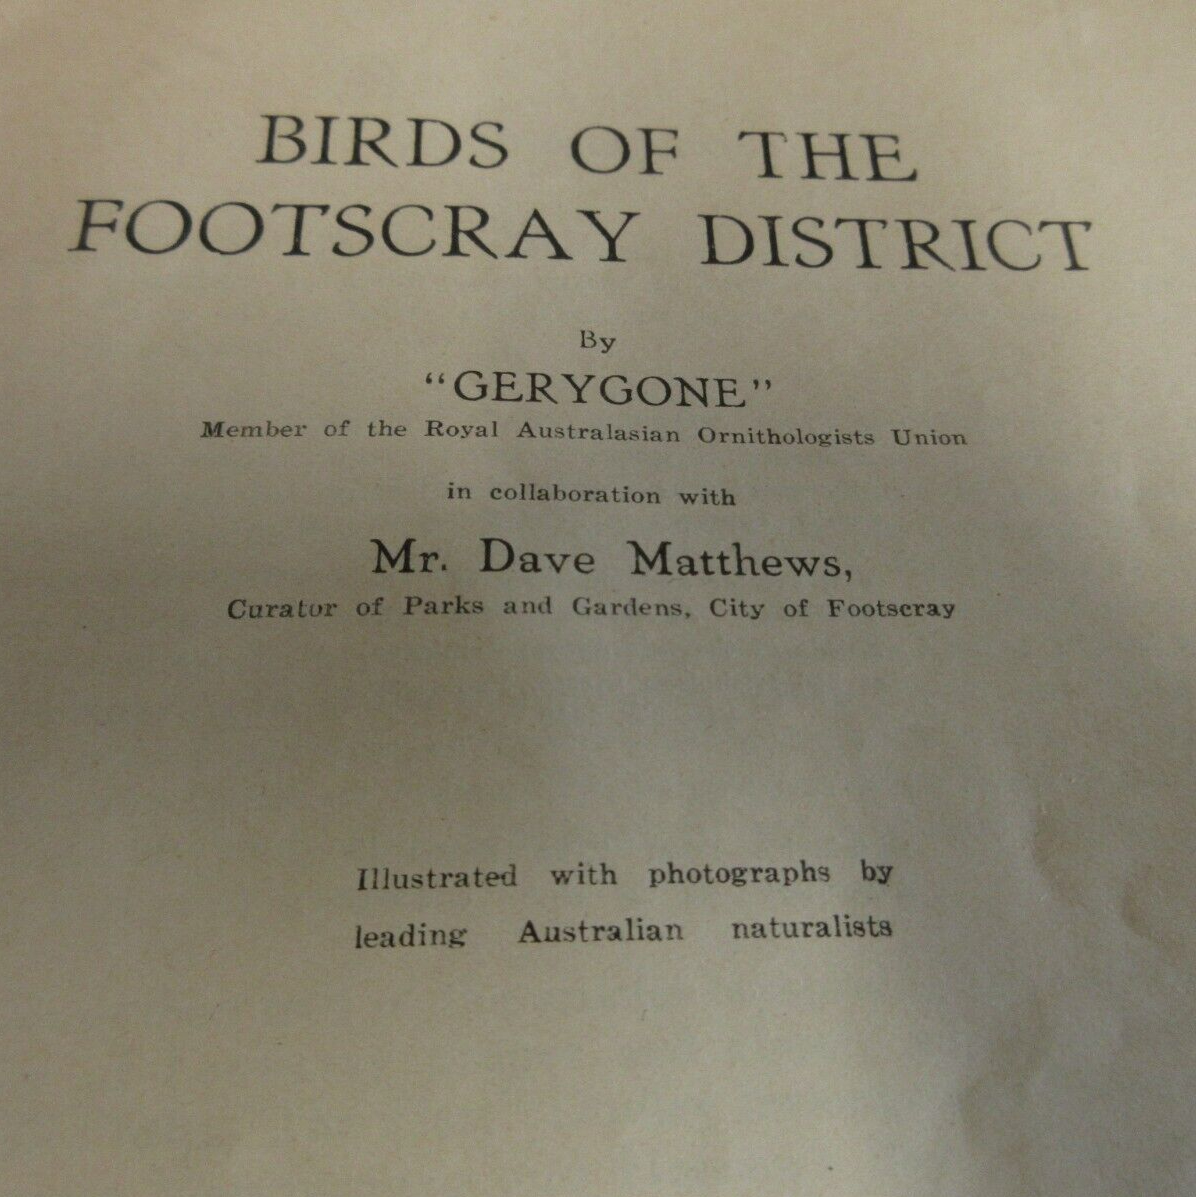 BIRDS OF THE
FOOTSCRAY DISTRICT
By
"GERYGONE"
Member of the Royal Australasian Ornithologists Union
in collaboration with
Mr. Dave Matthews,
Curator of Parks and Gardens, City of Footscray
Illustrated with photographs by
leading Australian naturalists